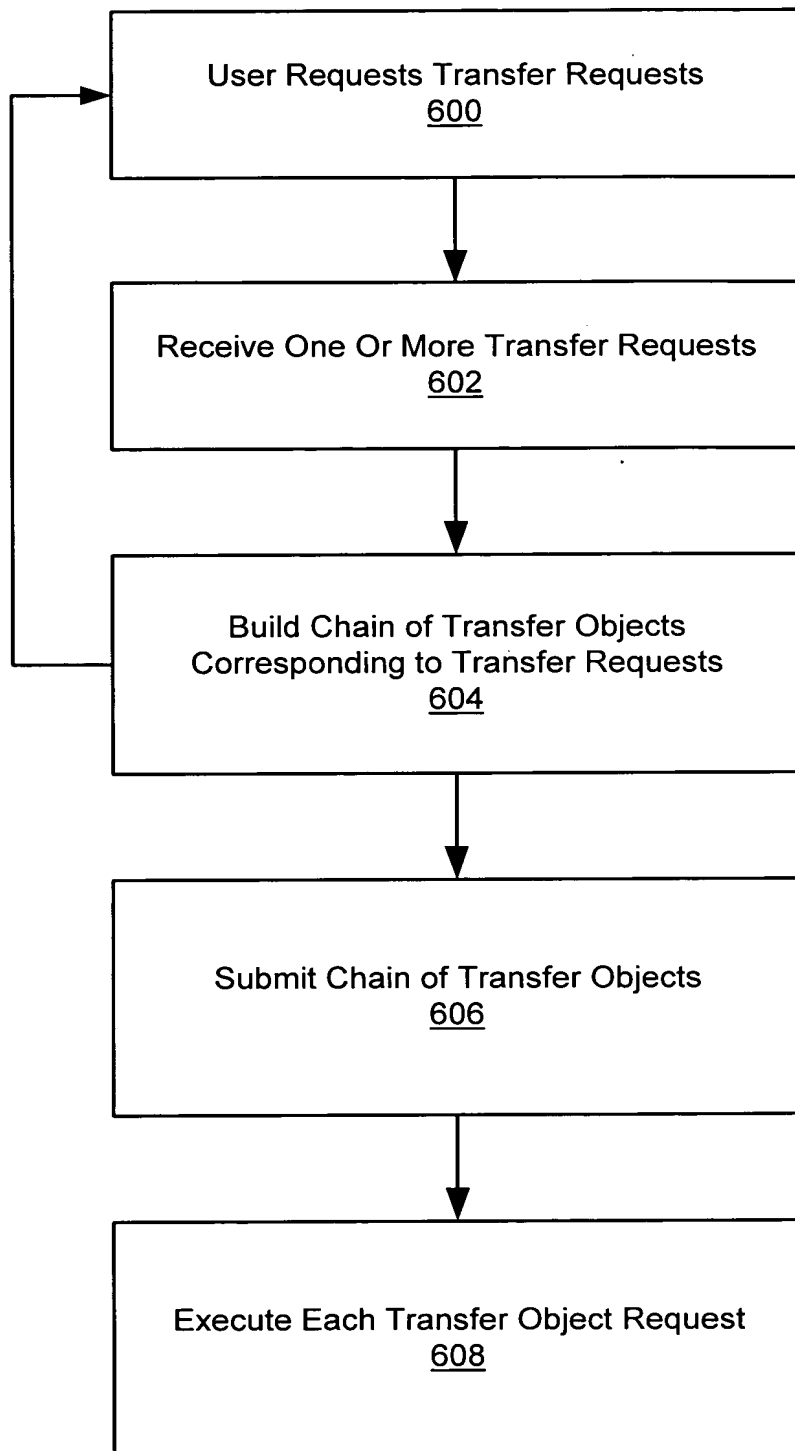 User Requests Transfer Requests
600
Receive One Or More Transfer Requests
602
Build Chain of Transfer Objects
Corresponding to Transfer Requests
604
Submit Chain of Transfer Objects
606
Execute Each Transfer Object Request
608